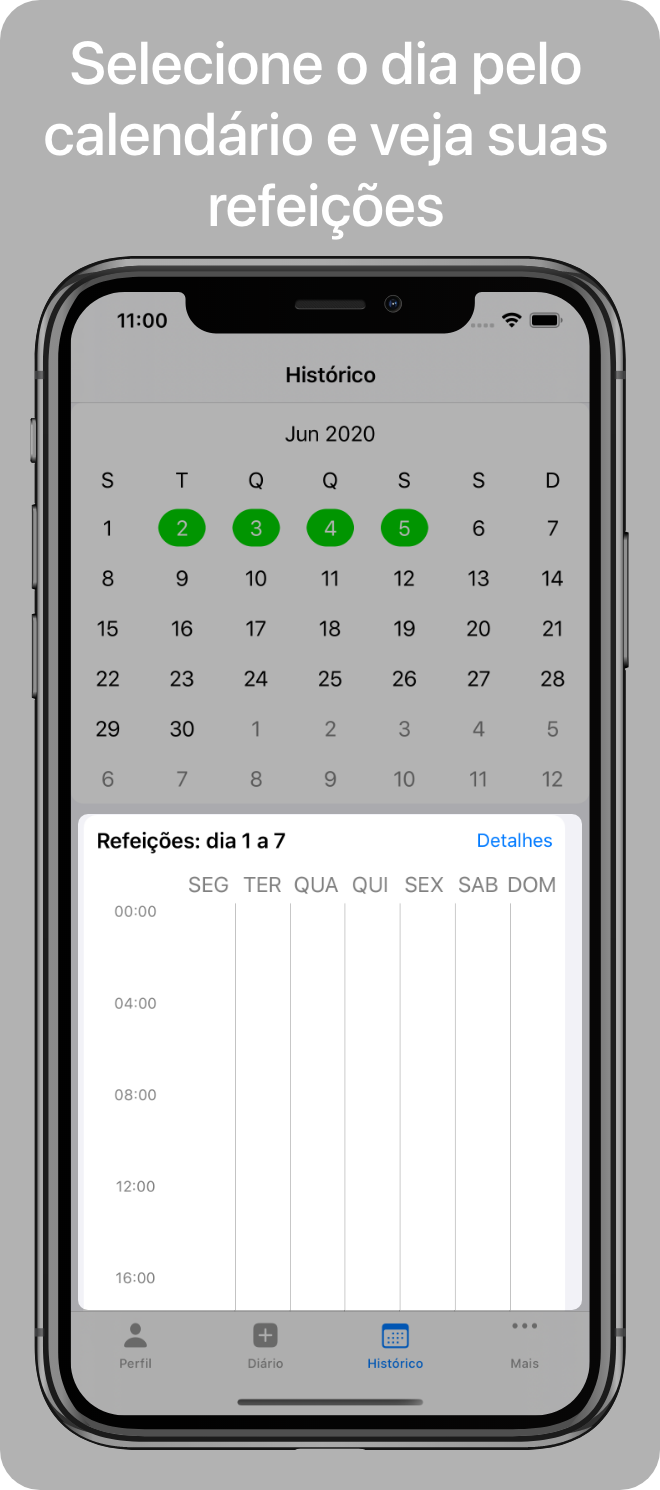 Selecione o dia pelo
calendário e veja suas
refeições
11:00
Histórico
Jun 2020
S T Q Q S S D
1 2 3 4 5 6 7
8 9 10 11 12 13 14
15 16 17 18 19 20 21
22 23 24 25 26 27 28
29 30 1 2 3 4 5
6 7 8 9 10 11 12
Refeições: dia 1 a 7 Detalhes
SEG TER QUA QUI SEX SAB DOM
00:00
04:00
08:00
12:00
16:00
Perfil Diário Histórico Mais